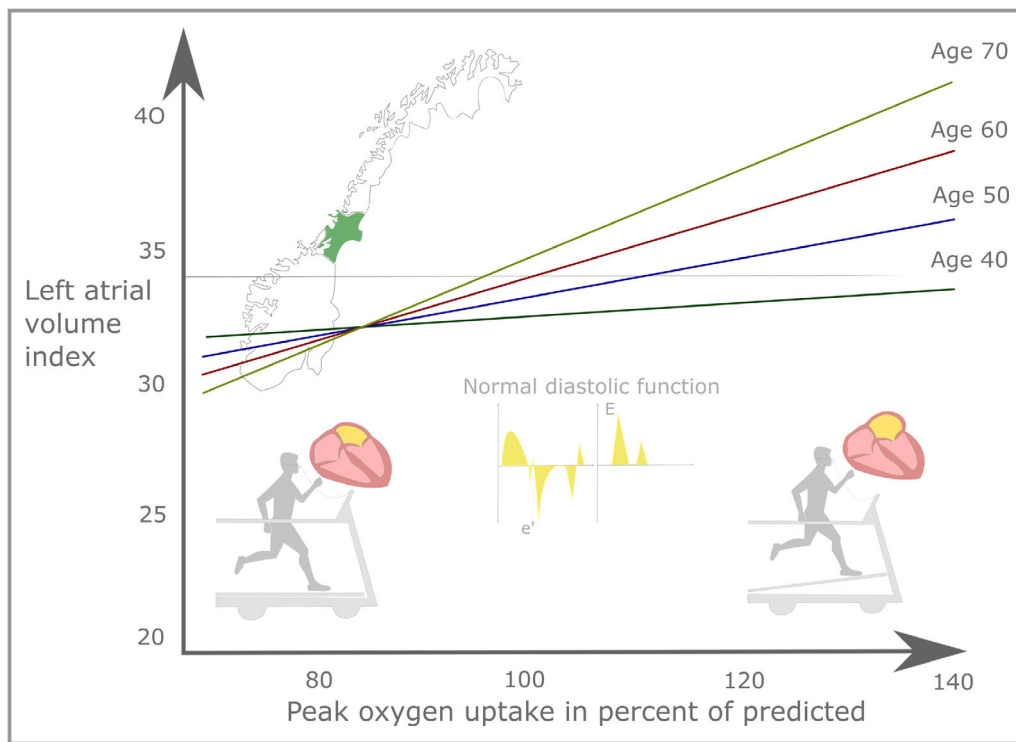 Age 70
40
Age 60
Age 50
35
Age 40
Left atrial
volume
index
30
Normal diastolic function
E
25
e'
20
80
100
120
140
Peak oxygen uptake in percent of predicted